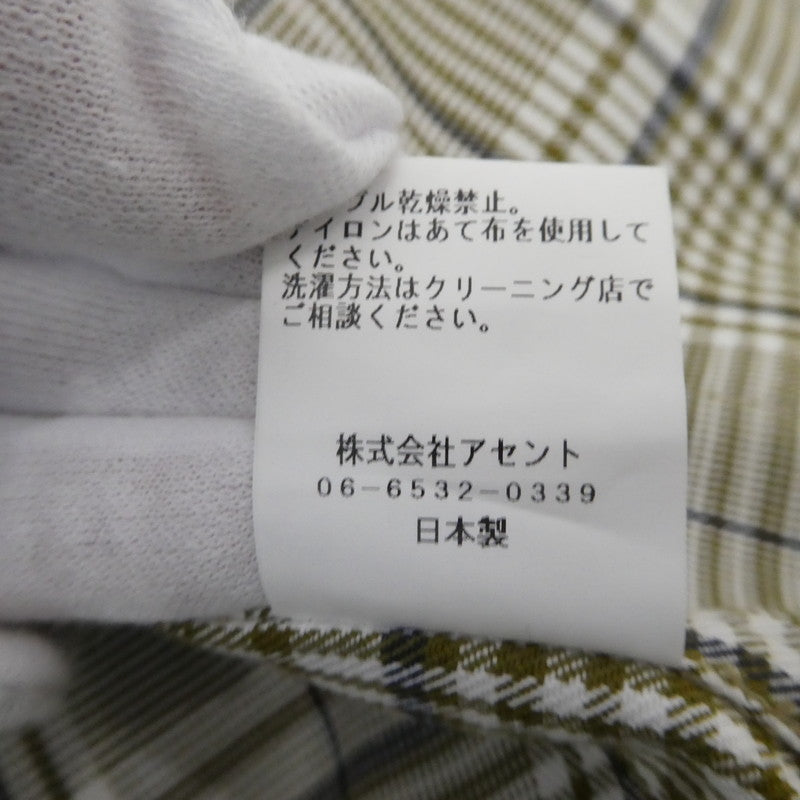 ブル乾燥禁止。
アイロンはあて布を使用して
ください。
洗濯方法はクリーニング店で
ご相談ください。
株式会社アセント
06-6532-0339
日本製